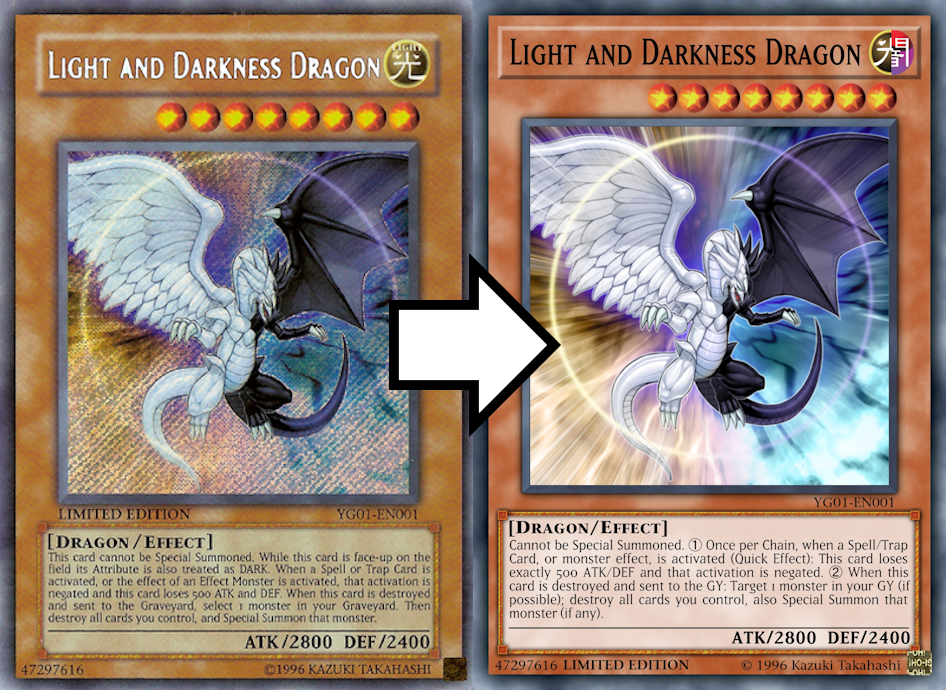 LIGHT AND DARKNESS DRAGON
LIGHT
光
LIMITED EDITION
YG01-EN001
[DRAGON/EFFECT]
This card cannot be Special Summoned. While this card is face-up on the
field its Attribute is also treated as DARK. When a Spell or Trap Card is
activated, or the effect of an Effect Monster is activated, that activation is
negated and this card loses 500 ATK and DEF. When this card is destroyed
and sent to the Graveyard, select 1 monster in your Graveyard. Then
destroy all cards you control, and Special Summon that monster.
ATK/2800 DEF/2400
47297616
©1996 KAZUKI TAKAHASHI
LIGHT AND DARKNESS DRAGON
YG01-EN001
[DRAGON/EFFECT]
Cannot be Special Summoned. ① Once per Chain, when a Spell/Trap
Card, or monster effect, is activated (Quick Effect): This card loses
exactly 500 ATK/DEF and that activation is negated. ② When this
card is destroyed and sent to the GY: Target 1 monster in your GY (if
possible); destroy all cards you control, also Special Summon that
monster (if any).
ATK/2800 DEF/2400
47297616 LIMITED EDITION
© 1996 KAZUKI TAKAHASHI